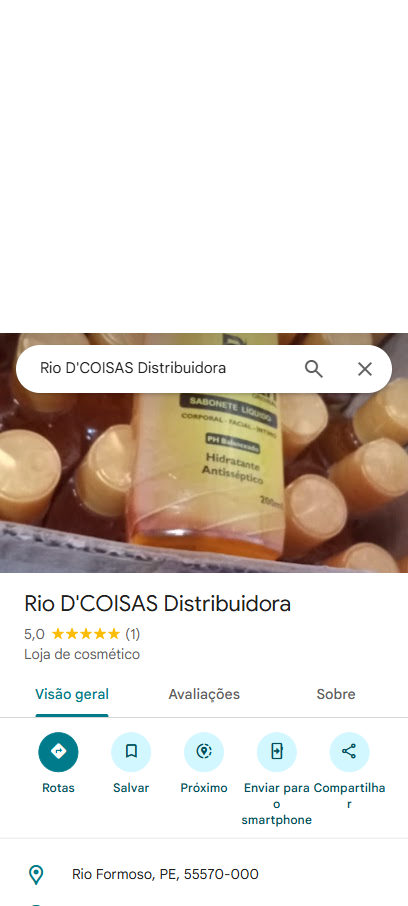 Rio D'COISAS Distribuidora
SABONETE LÍQUIDO
CORPORAL - FACIAL - INTIMO
PH Balanceado
Hidratante
Antisséptico
200ml
Rio D'COISAS Distribuidora
5,0 (1)
Loja de cosmético
Visão geral Avaliações Sobre
Rotas Salvar Próximo Enviar para o smartphone Compartilhar
Rio Formoso, PE, 55570-000